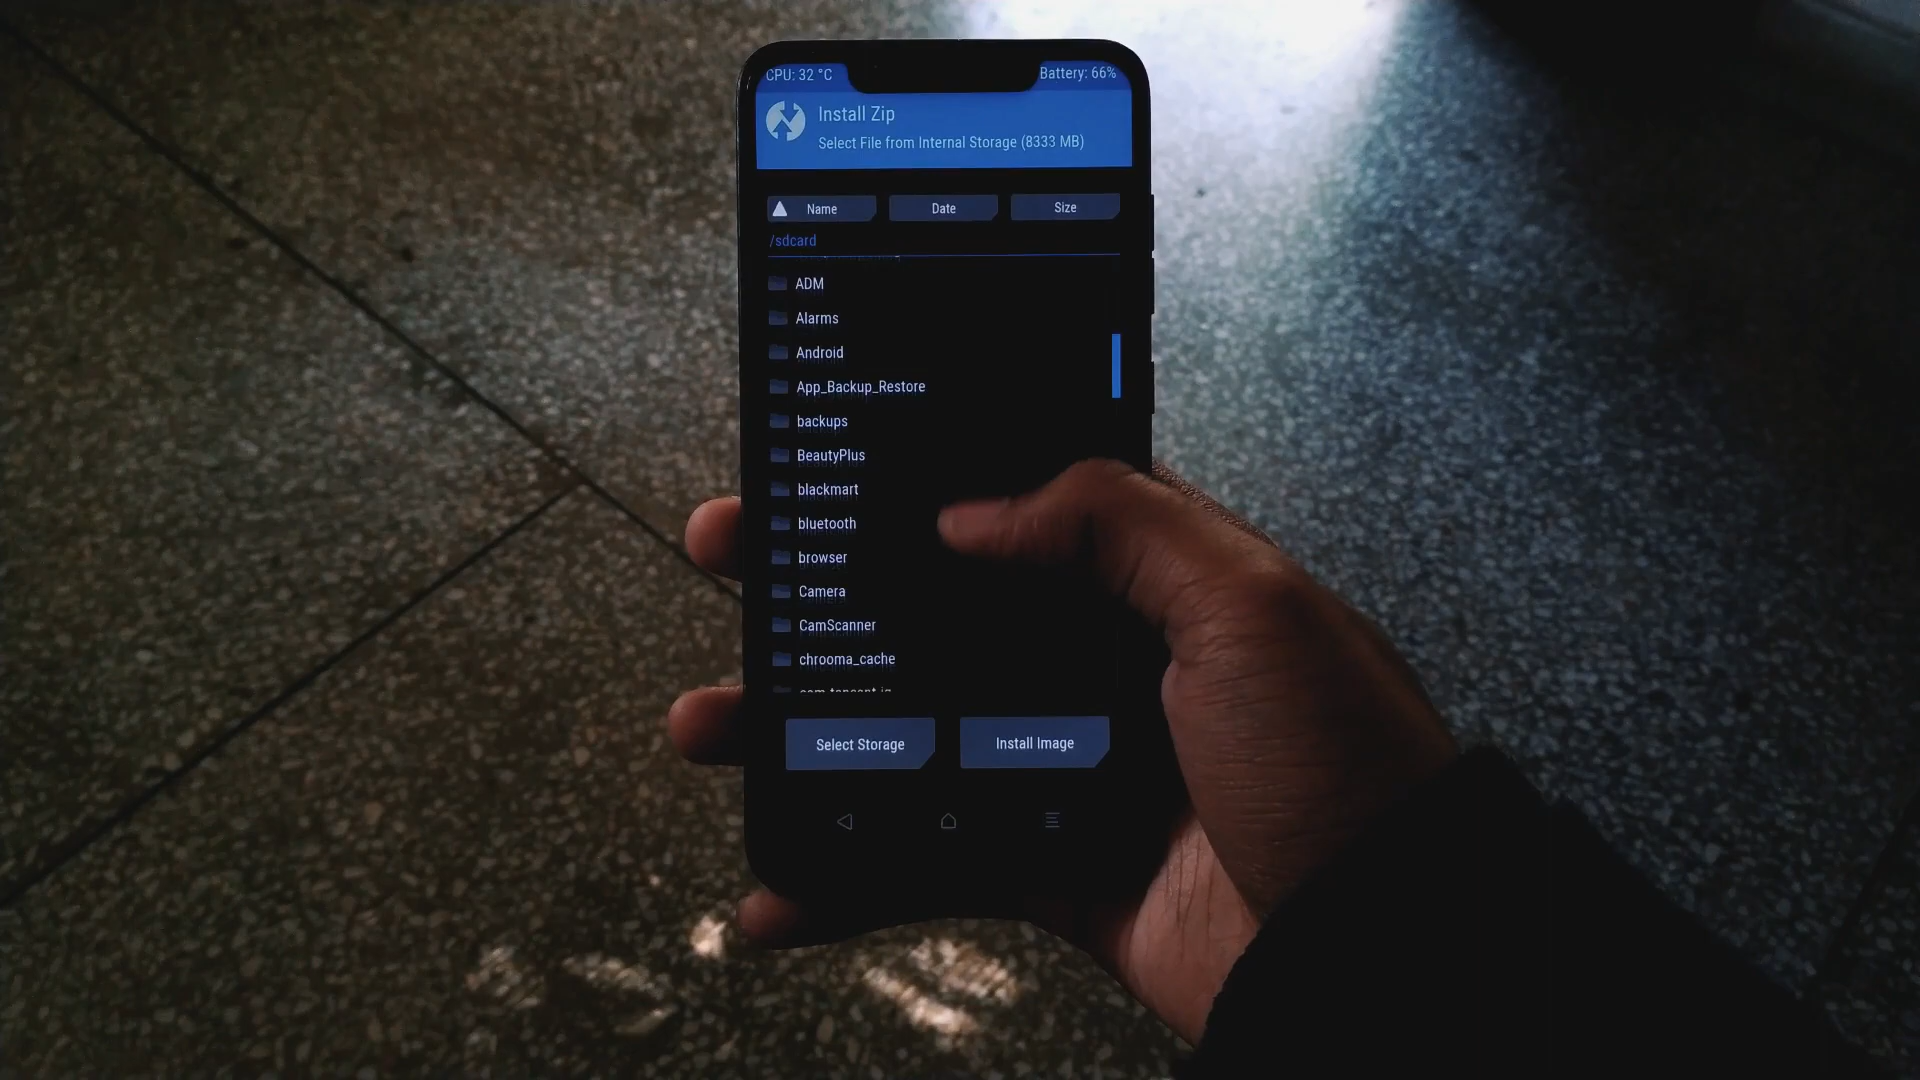 CPU: 32 °C
Battery: 66%
Install Zip
Select File from Internal Storage (8333 MB)
Name
Date
Size
/sdcard
ADM
Alarms
Android
App_Backup_Restore
backups
BeautyPlus
blackmart
bluetooth
browser
Camera
CamScanner
chrooma_cache
Select Storage
Install Image